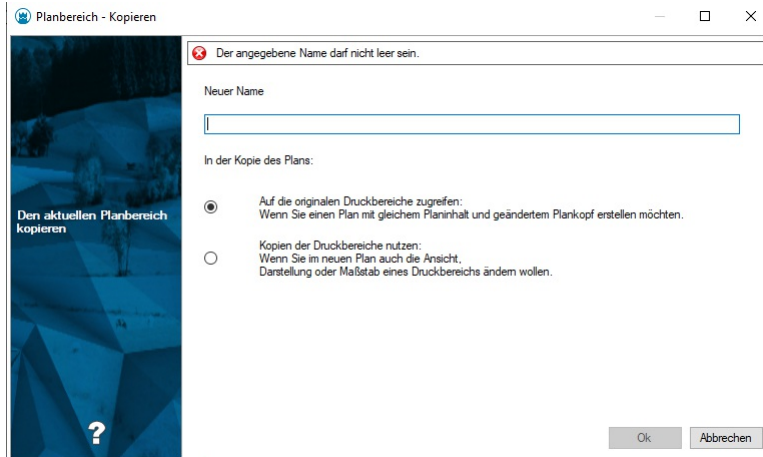 Planbereich - Kopieren
Der angegebene Name darf nicht leer sein.
Neuer Name
In der Kopie des Plans:
Den aktuellen Planbereich
kopieren
Auf die originalen Druckbereiche zugreifen:
Wenn Sie einen Plan mit gleichem Planinhalt und geändertem Plankopf erstellen möchten.
Kopien der Druckbereiche nutzen:
Wenn Sie im neuen Plan auch die Ansicht,
Darstellung oder Maßstab eines Druckbereichs ändern wollen.
?
Ok
Abbrechen